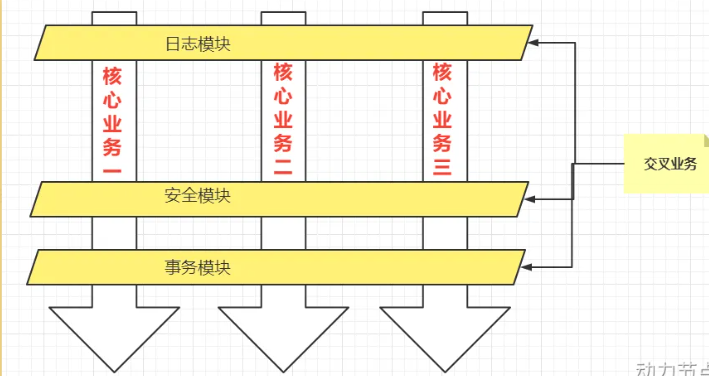 日志模块
核心业务一
核心业务二
核心业务三
交叉业务
安全模块
事务模块
动力节点